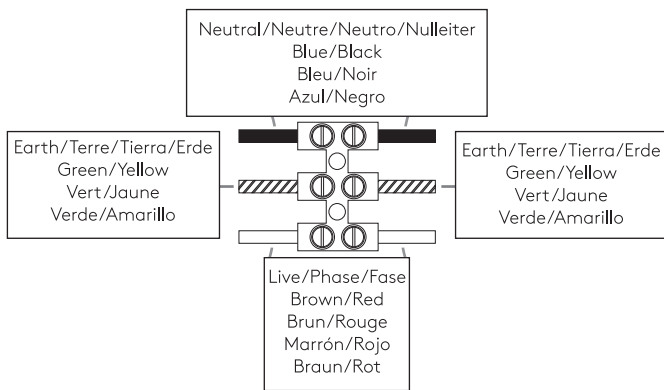 Neutral/Neutre/Neutro/Nulleiter
Blue/Black
Bleu/Noir
Azul/Negro
Earth/Terre/Tierra/Erde
Green/Yellow
Vert/Jaune
Verde/Amarillo
Earth/Terre/Tierra/Erde
Green/Yellow
Vert/Jaune
Verde/Amarillo
Live/Phase/Fase
Brown/Red
Brun/Rouge
Marrón/Rojo
Braun/Rot